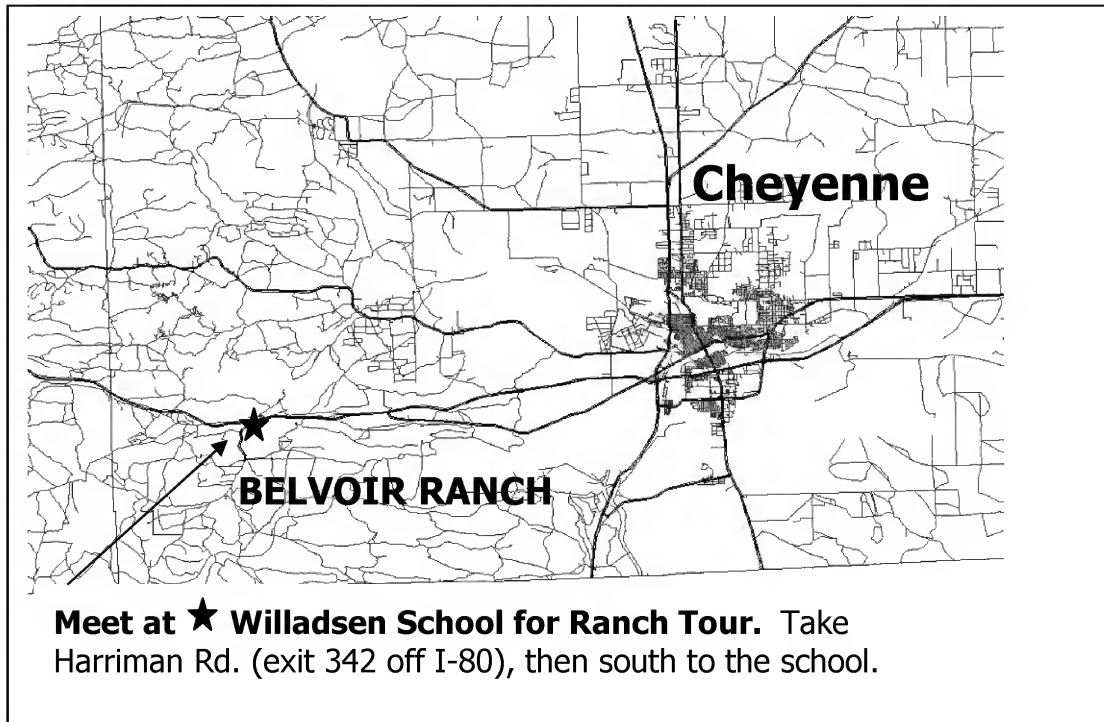 Cheyenne
BELVOIR RANCH
Meet at ★ Willadsen School for Ranch Tour. Take
Harriman Rd. (exit 342 off I-80), then south to the school.